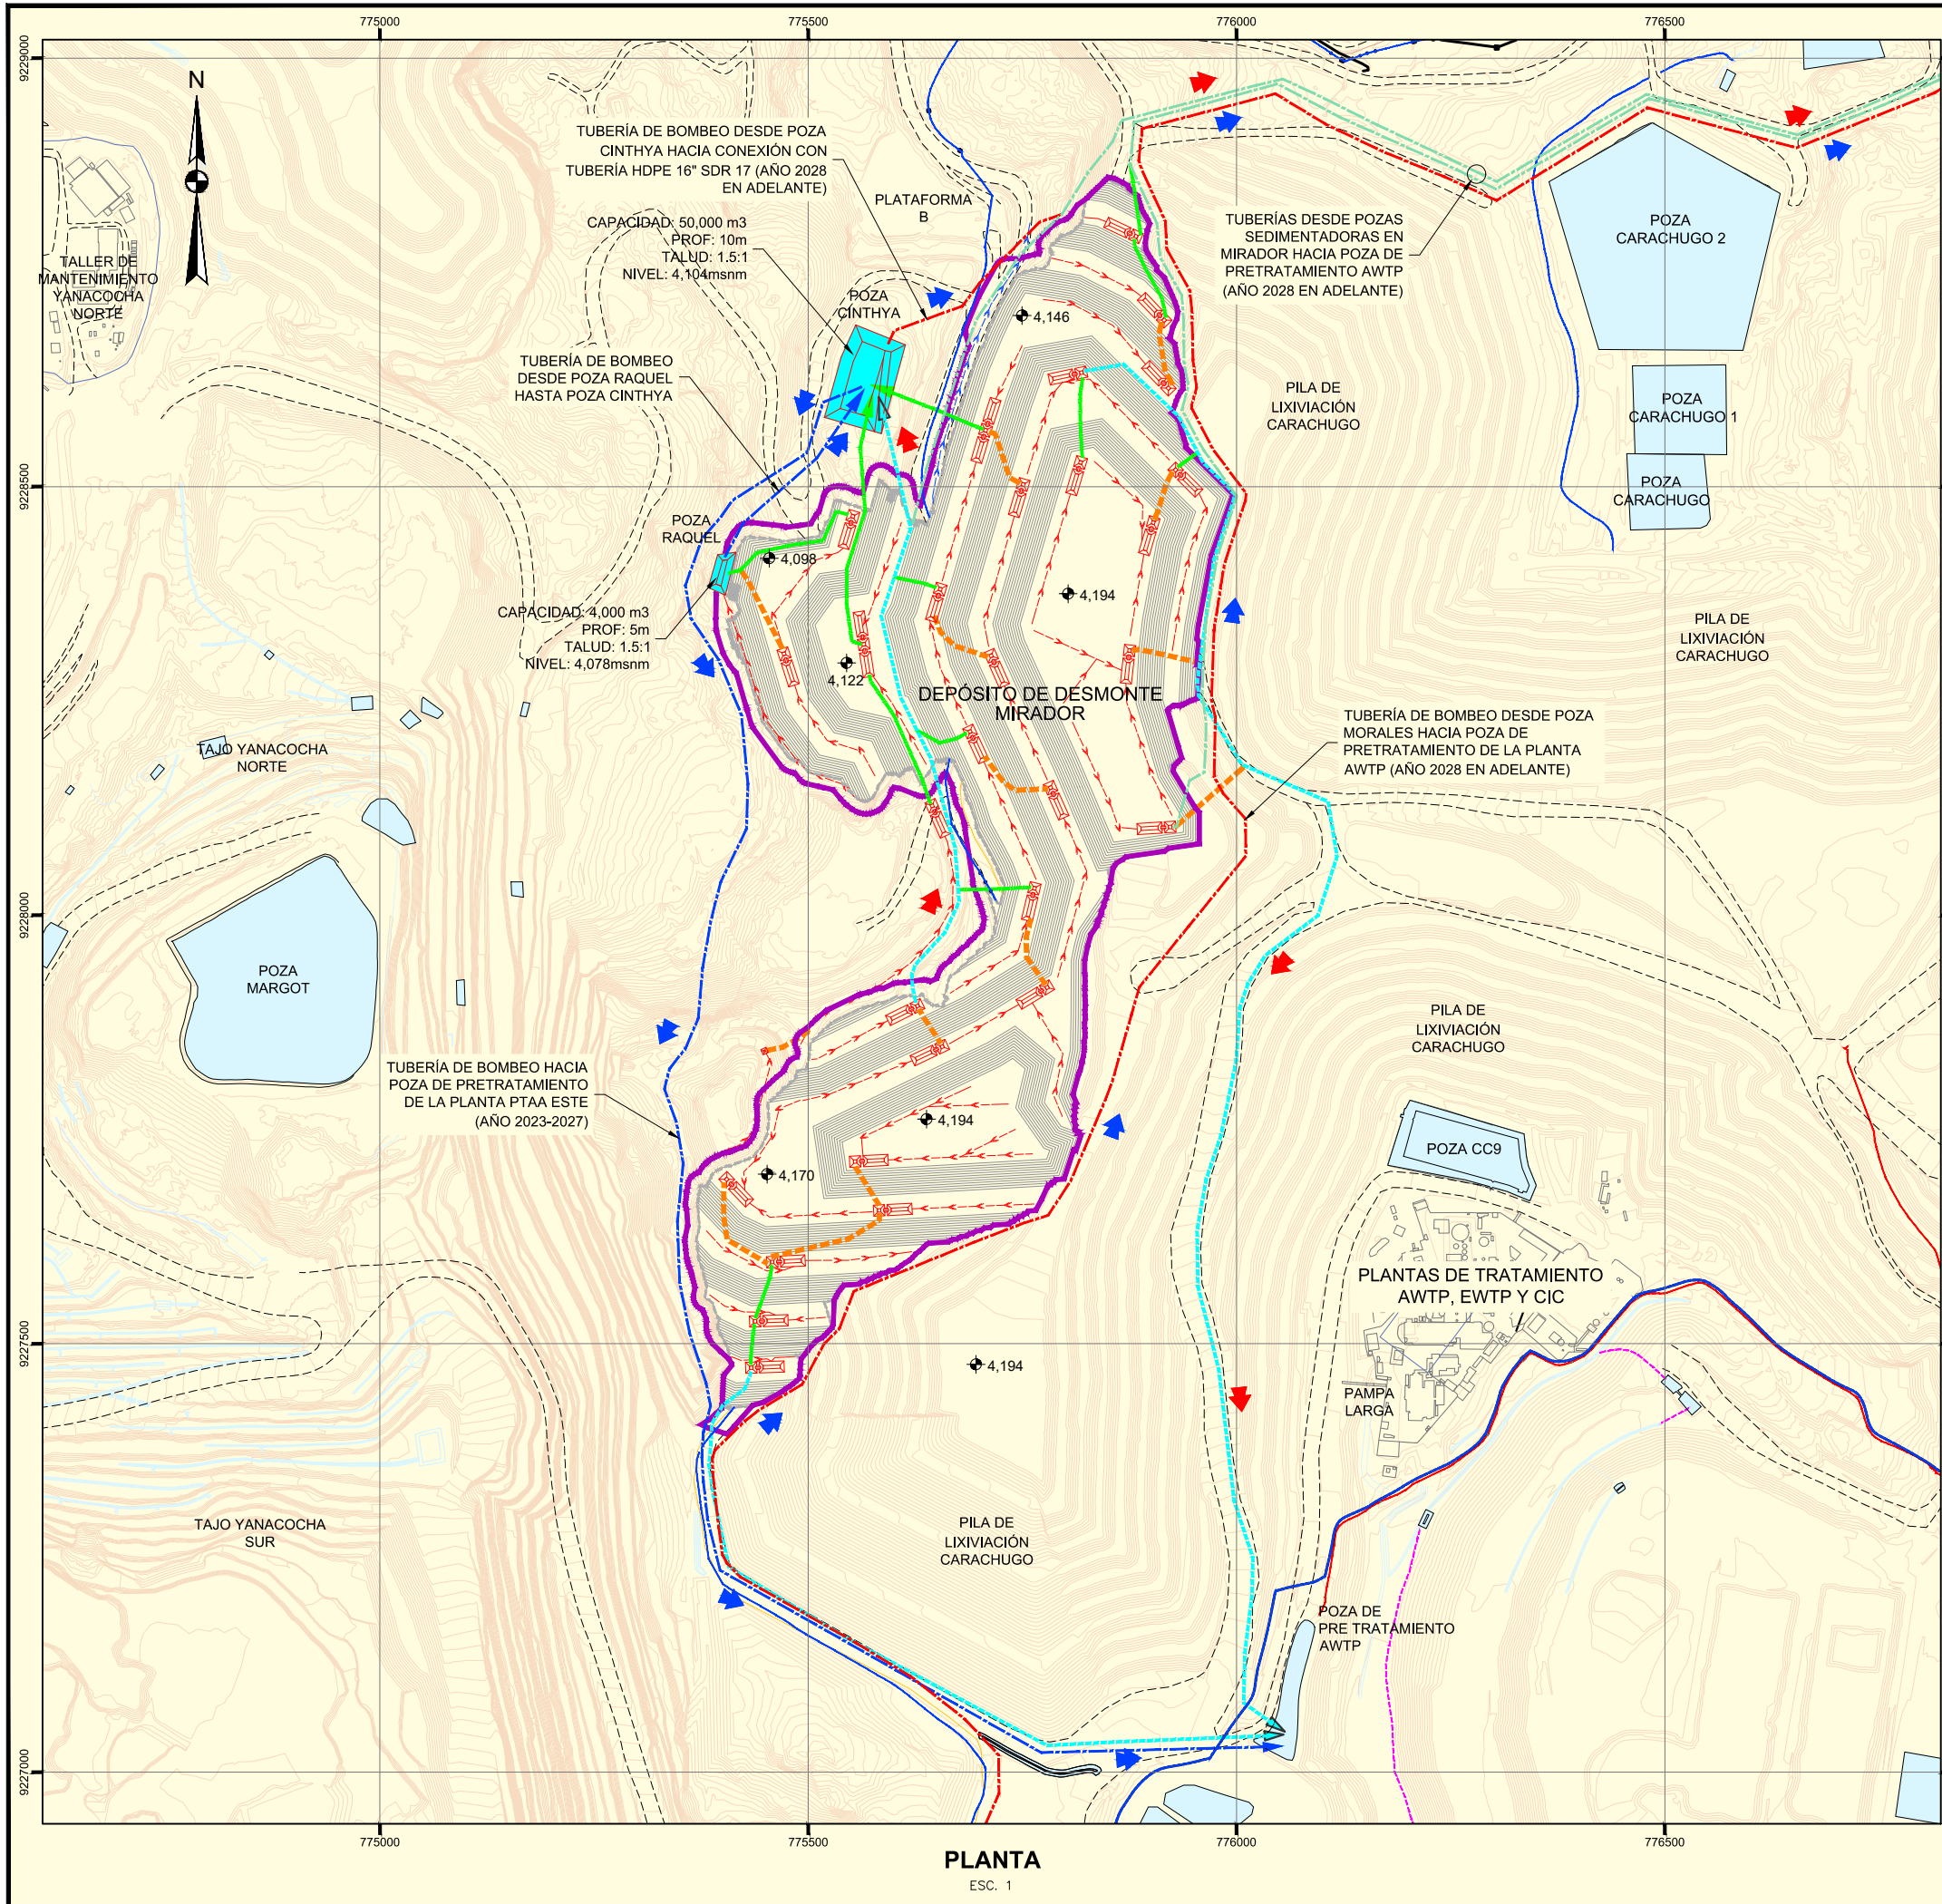 775000
775500
776000
776500
9229000
9228500
9228000
9227500
9227000
N
TUBERÍA DE BOMBEO DESDE POZA
CINTHYA HACIA CONEXIÓN CON
TUBERÍA HDPE 16" SDR 17 (AÑO 2028
EN ADELANTE)
PLATAFORMA
B
CAPACIDAD: 50,000 m3
PROF: 10m
TALUD: 1.5:1
NIVEL: 4,104msnm
POZA
CINTHYA
TALLER DE
MANTENIMIENTO
YANACOCHA
NORTE
TUBERÍAS DESDE POZAS
SEDIMENTADORAS EN
MIRADOR HACIA POZA DE
PRETRATAMIENTO AWTP
(AÑO 2028 EN ADELANTE)
POZA
CARACHUGO 2
4,146
TUBERÍA DE BOMBEO
DESDE POZA RAQUEL
HASTA POZA CINTHYA
PILA DE
LIXIVIACIÓN
CARACHUGO
POZA
CARACHUGO 1
POZA
CARACHUGO
POZA
RAQUEL
4,098
4,194
CAPACIDAD: 4,000 m3
PROF: 5m
TALUD: 1.5:1
NIVEL: 4,078msnm
PILA DE
LIXIVIACIÓN
CARACHUGO
4,122
DEPÓSITO DE DESMONTE
MIRADOR
TUBERÍA DE BOMBEO DESDE POZA
MORALES HACIA POZA DE
PRETRATAMIENTO DE LA PLANTA
AWTP (AÑO 2028 EN ADELANTE)
TAJO YANACOCHA
NORTE
POZA
MARGOT
PILA DE
LIXIVIACIÓN
CARACHUGO
TUBERÍA DE BOMBEO HACIA
POZA DE PRETRATAMIENTO
DE LA PLANTA PTAA ESTE
(AÑO 2023-2027)
4,194
POZA CC9
4,170
PLANTAS DE TRATAMIENTO
AWTP, EWTP Y CIC
4,194
PAMPA
LARGA
TAJO YANACOCHA
SUR
PILA DE
LIXIVIACIÓN
CARACHUGO
POZA DE
PRE TRATAMIENTO
AWTP
775000
775500
776000
776500
PLANTA
ESC. 1